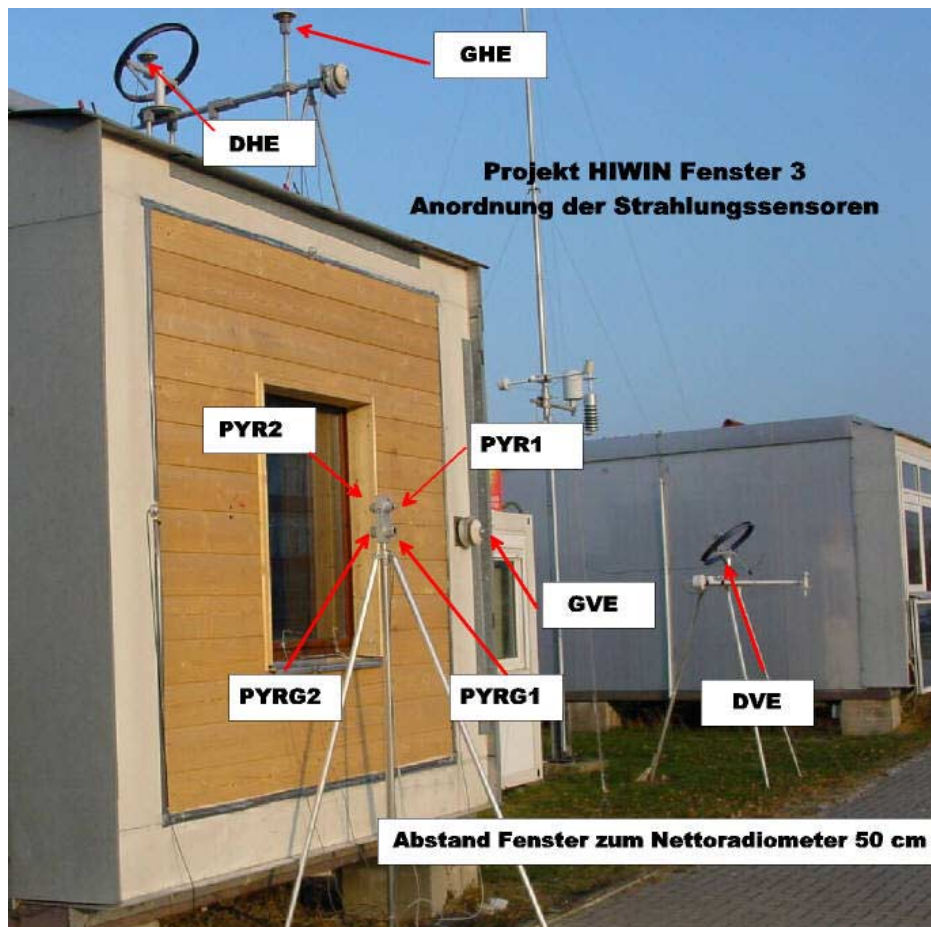 GHE
DHE
Projekt HIWIN Fenster 3
Anordnung der Strahlungssensoren
PYR2
PYR1
GVE
PYRG2
PYRG1
DVE
Abstand Fenster zum Nettoradiometer 50 cm